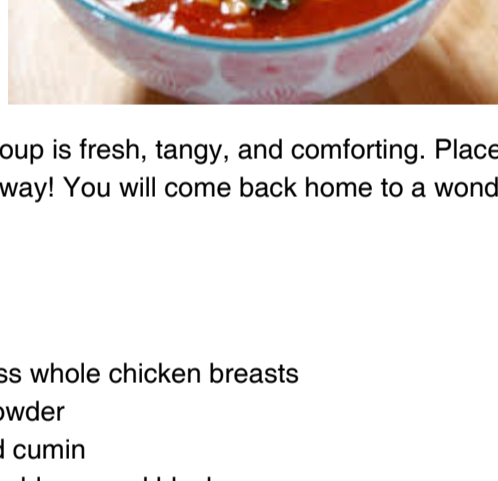 oup is fresh, tangy, and comforting. Place
way! You will come back home to a wond
ss whole chicken breasts
owder
d cumin